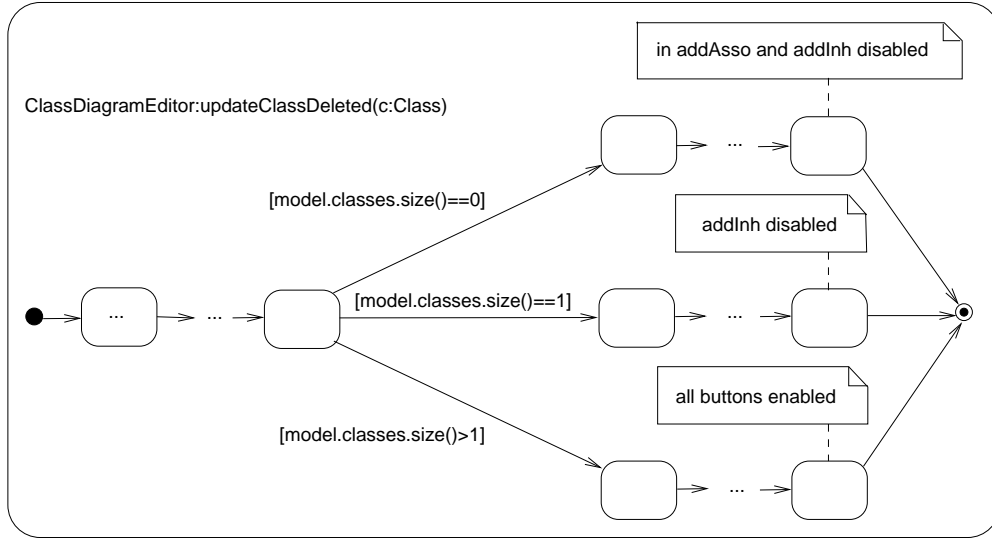 in addAsso and addInh disabled
ClassDiagramEditor:updateClassDeleted(c:Class)
...
[model.classes.size()==0]
addInh disabled
[model.classes.size()==1]
...
...
...
all buttons enabled
[model.classes.size()>1]
...